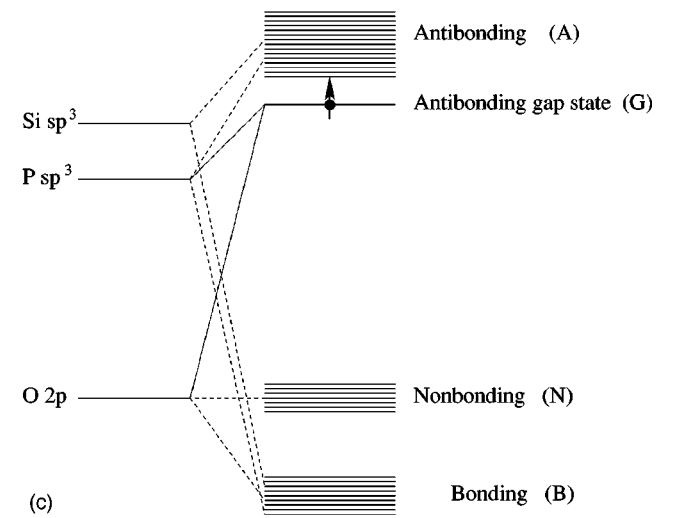 Antibonding (A)
Antibonding gap state (G)
Si sp³
P sp³
O 2p
Nonbonding (N)
Bonding (B)
(c)